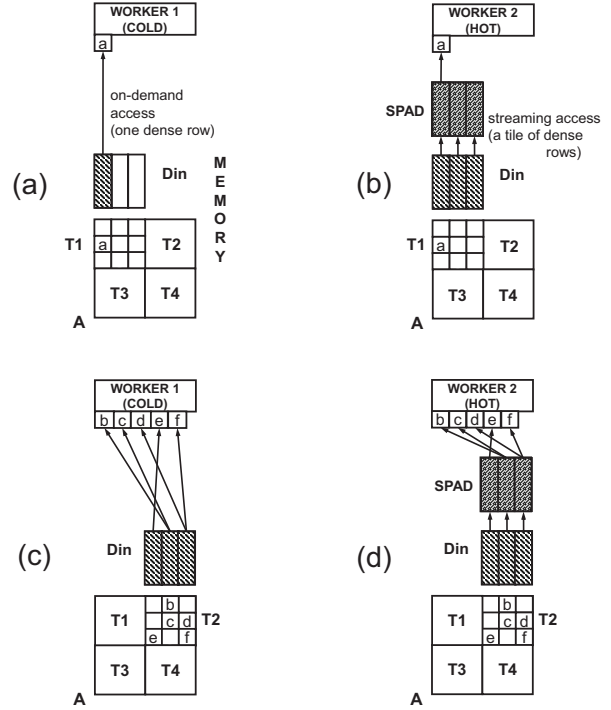 WORKER 1
(COLD)
a
on-demand
access
(one dense row)
(a)
Din
MEMORY
T1
a
T2
T3
T4
A
WORKER 2
(HOT)
a
SPAD
streaming access
(a tile of dense
rows)
(b)
Din
T1
a
T2
T3
T4
A
WORKER 1
(COLD)
b c d e f
(c)
Din
T1
b
c d
e f
T2
T3
T4
A
WORKER 2
(HOT)
b c d e f
SPAD
(d)
Din
T1
b
c d
e f
T2
T3
T4
A